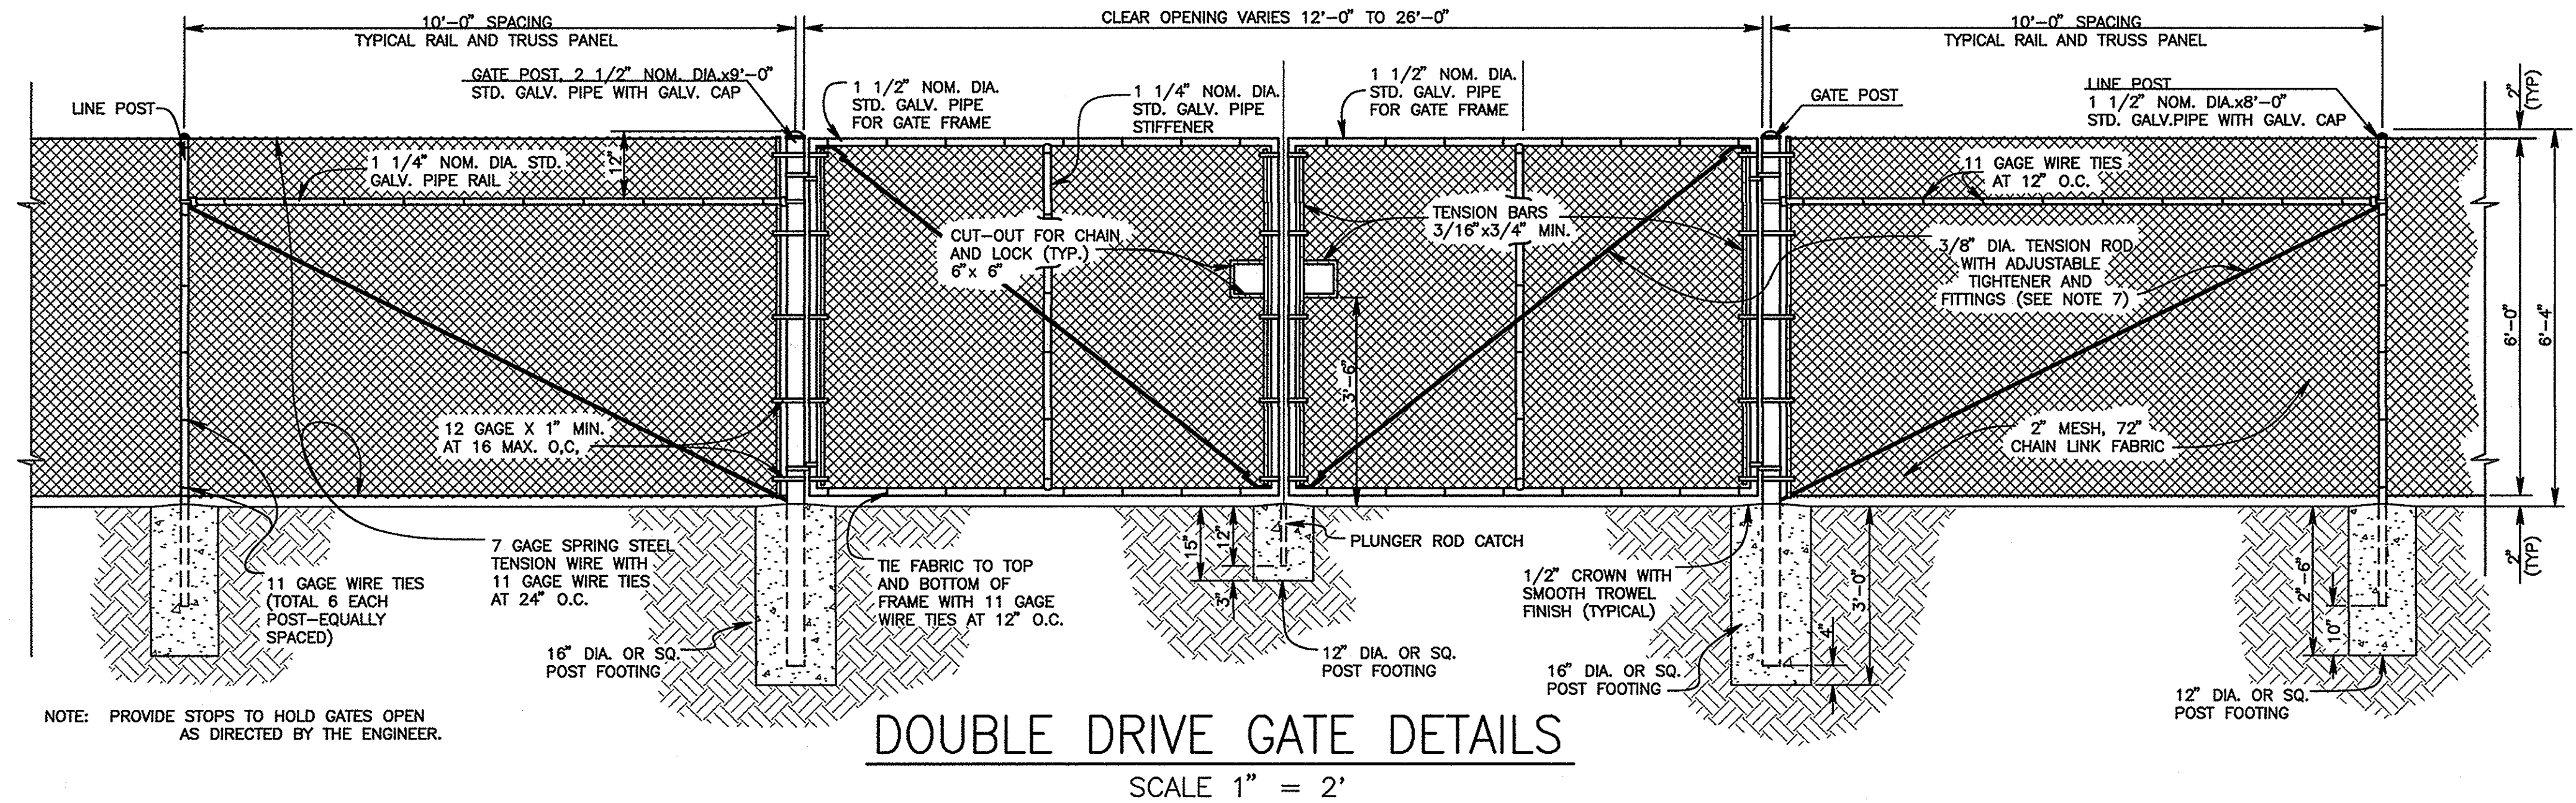 10'-0" SPACING
TYPICAL RAIL AND TRUSS PANEL
CLEAR OPENING VARIES 12'-0" TO 26'-0"
10'-0" SPACING
TYPICAL RAIL AND TRUSS PANEL
LINE POST
GATE POST, 2 1/2" NOM. DIA.x9'-0"
STD. GALV. PIPE WITH GALV. CAP
1 1/2" NOM. DIA.
STD. GALV. PIPE
FOR GATE FRAME
1 1/4" NOM. DIA.
STD. GALV. PIPE
STIFFENER
1 1/2" NOM. DIA.
STD. GALV. PIPE
FOR GATE FRAME
GATE POST
LINE POST
1 1/2" NOM. DIA.x8'-0"
STD. GALV.PIPE WITH GALV. CAP
2"
(TYP)
1 1/4" NOM. DIA. STD.
GALV. PIPE RAIL
12"
11 GAGE WIRE TIES
AT 12" O.C.
CUT-OUT FOR CHAIN
AND LOCK (TYP.)
6"x 6"
TENSION BARS
3/16"x3/4" MIN.
3/8" DIA. TENSION ROD
WITH ADJUSTABLE
TIGHTENER AND
FITTINGS (SEE NOTE 7)
6'-0"
6'-4"
3'-6"
12 GAGE X 1" MIN.
AT 16 MAX. O,C,
2" MESH, 72"
CHAIN LINK FABRIC
7 GAGE SPRING STEEL
TENSION WIRE WITH
11 GAGE WIRE TIES
AT 24" O.C.
11 GAGE WIRE TIES
(TOTAL 6 EACH
POST-EQUALLY
SPACED)
TIE FABRIC TO TOP
AND BOTTOM OF
FRAME WITH 11 GAGE
WIRE TIES AT 12" O.C.
15"
12"
3"
PLUNGER ROD CATCH
1/2" CROWN WITH
SMOOTH TROWEL
FINISH (TYPICAL)
3'-0"
4"
2"-6"
10"
2"
(TYP)
16" DIA. OR SQ.
POST FOOTING
12" DIA. OR SQ.
POST FOOTING
16" DIA. OR SQ.
POST FOOTING
12" DIA. OR SQ.
POST FOOTING
NOTE: PROVIDE STOPS TO HOLD GATES OPEN
AS DIRECTED BY THE ENGINEER.
DOUBLE DRIVE GATE DETAILS
SCALE 1" = 2'